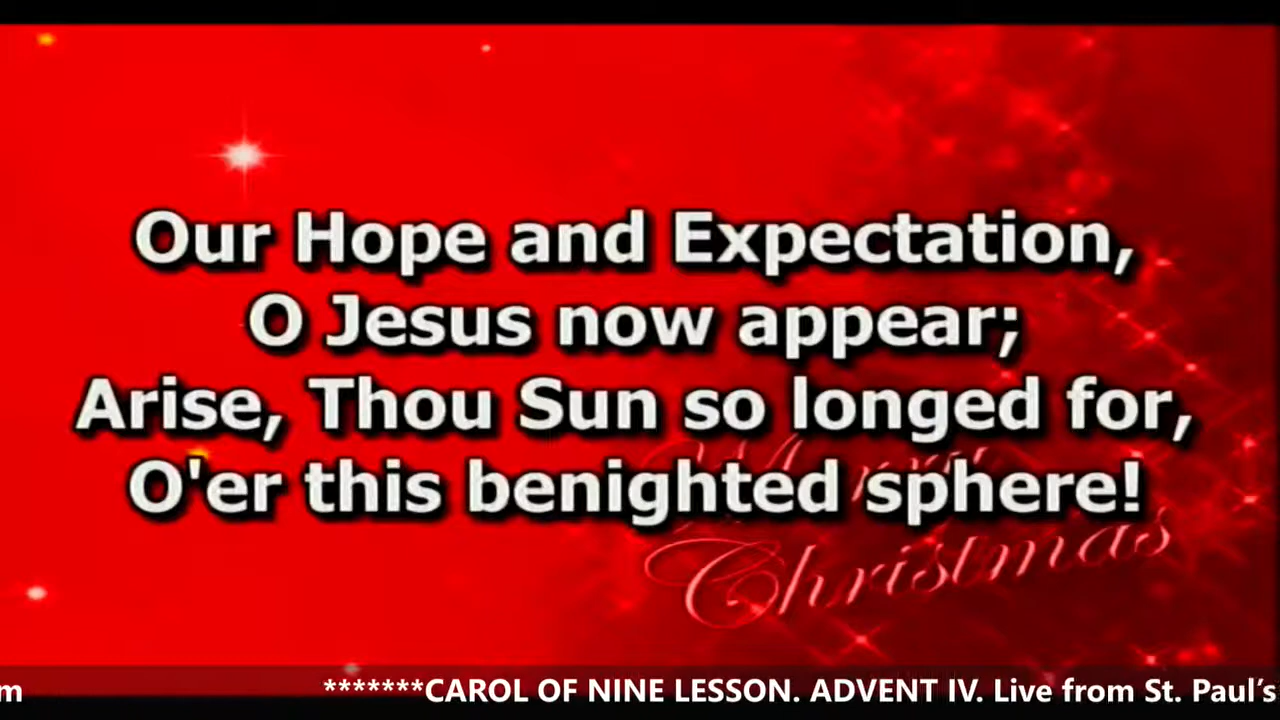 Our Hope and Expectation,
O Jesus now appear;
Arise, Thou Sun so longed for,
O'er this benighted sphere!
Merry
Christmas
m *******CAROL OF NINE LESSON. ADVENT IV. Live from St. Paul's